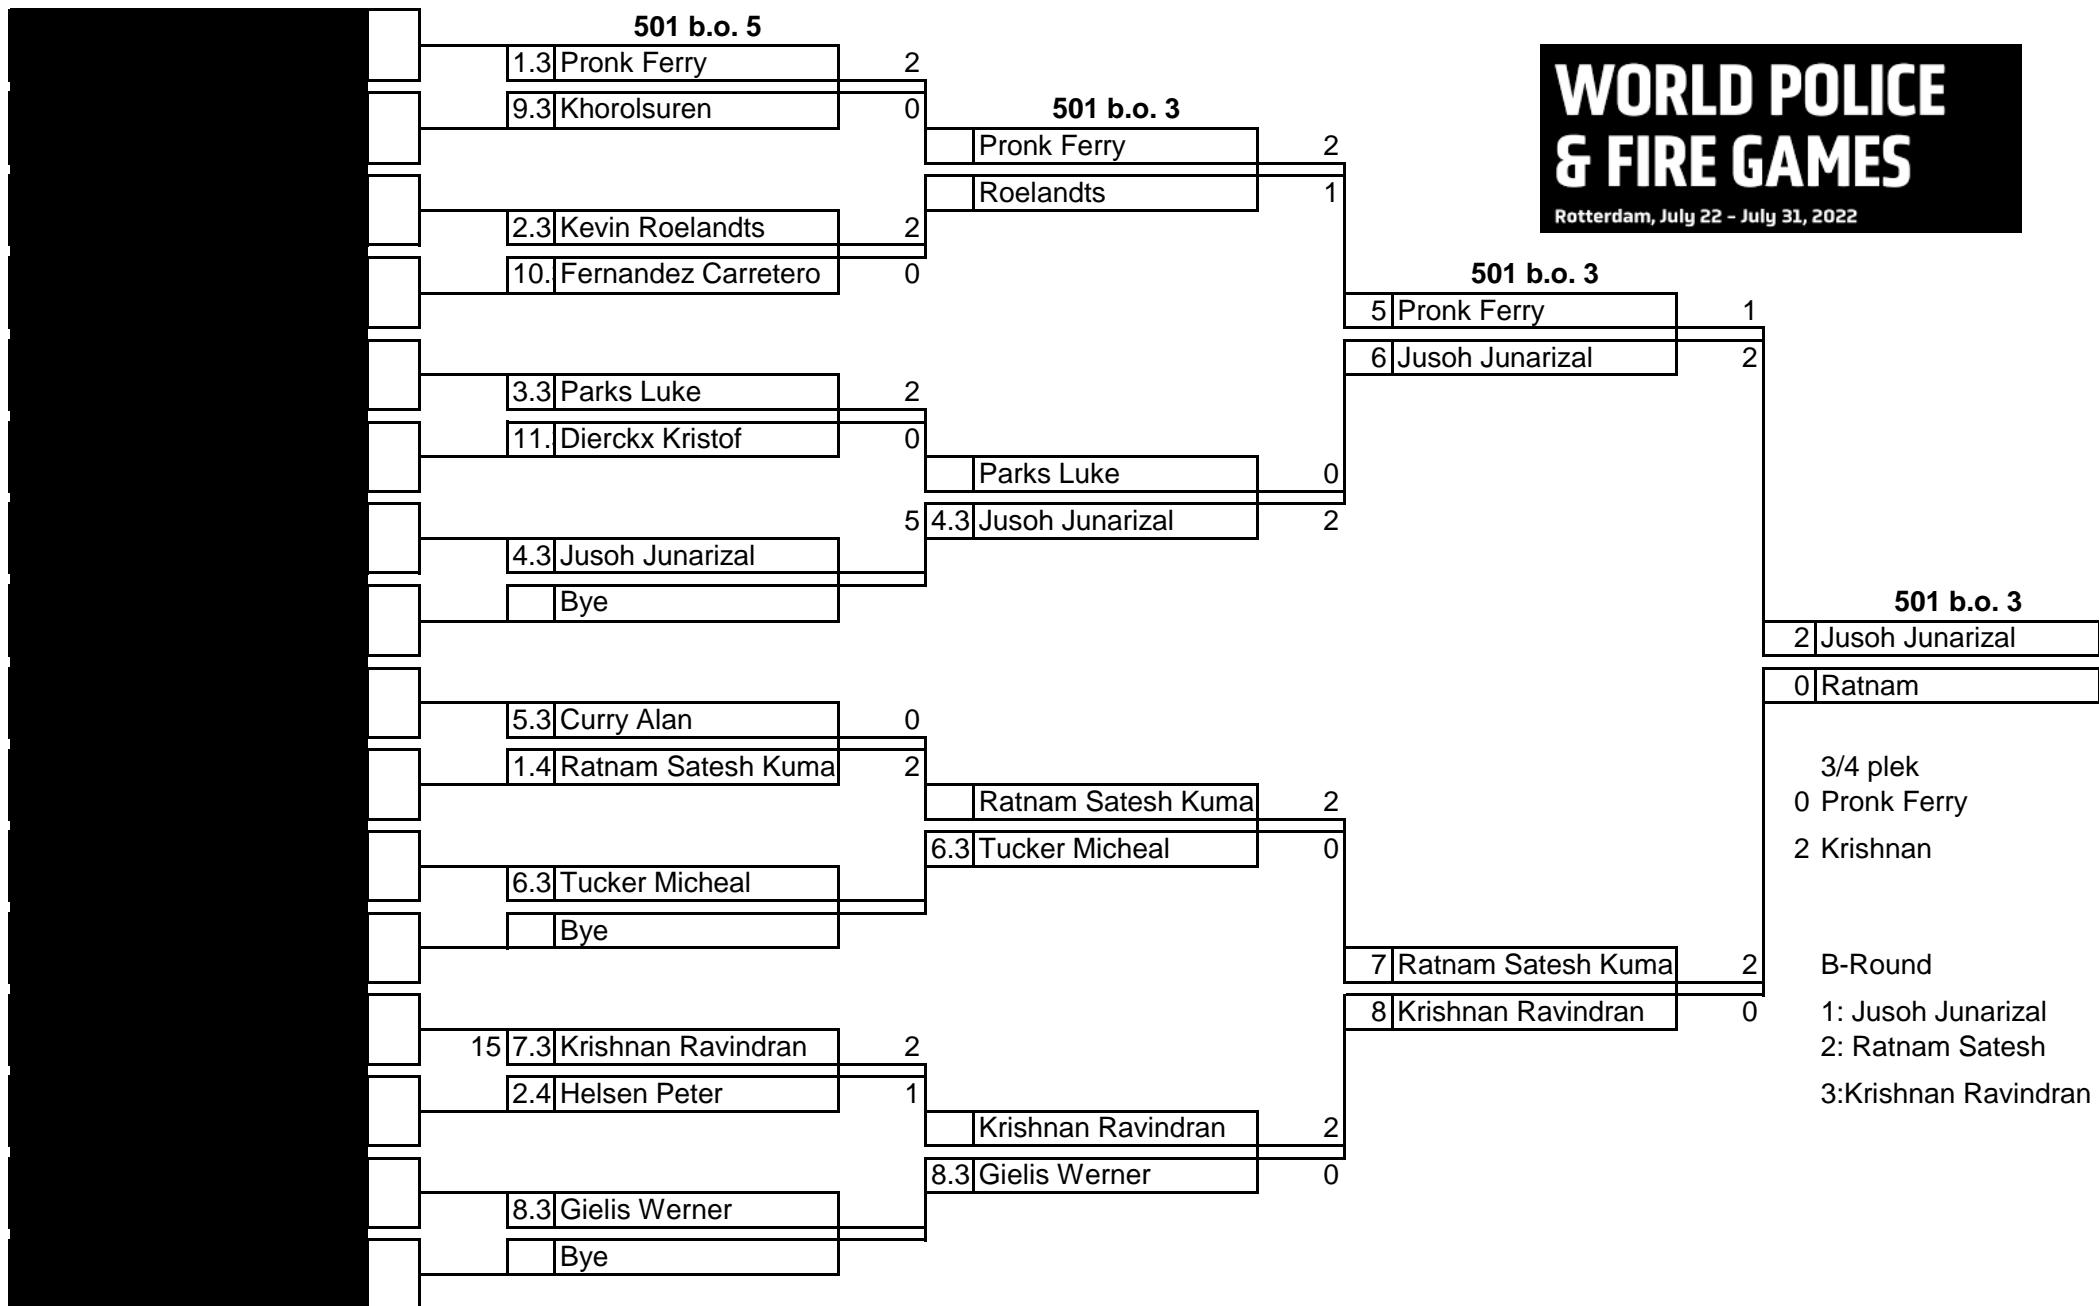 501 b.o. 5
1.3 Pronk Ferry 2
9.3 Khorolsuren 0
2.3 Kevin Roelandts 2
10. Fernandez Carretero 0
3.3 Parks Luke 2
11. Dierckx Kristof 0
4.3 Jusoh Junarizal 5
Bye
5.3 Curry Alan 0
1.4 Ratnam Satesh Kuma 2
6.3 Tucker Micheal
Bye
15 7.3 Krishnan Ravindran 2
2.4 Helsen Peter 1
8.3 Gielis Werner
Bye
501 b.o. 3
Pronk Ferry 2
Roelandts 1
Parks Luke 0
4.3 Jusoh Junarizal 2
Ratnam Satesh Kuma 2
6.3 Tucker Micheal 0
Krishnan Ravindran 2
8.3 Gielis Werner 0
501 b.o. 3
5 Pronk Ferry 1
6 Jusoh Junarizal 2
7 Ratnam Satesh Kuma 2
8 Krishnan Ravindran 0
WORLD POLICE
& FIRE GAMES
Rotterdam, July 22 – July 31, 2022
501 b.o. 3
2 Jusoh Junarizal
0 Ratnam
3/4 plek
0 Pronk Ferry
2 Krishnan
B-Round
1: Jusoh Junarizal
2: Ratnam Satesh
3:Krishnan Ravindran